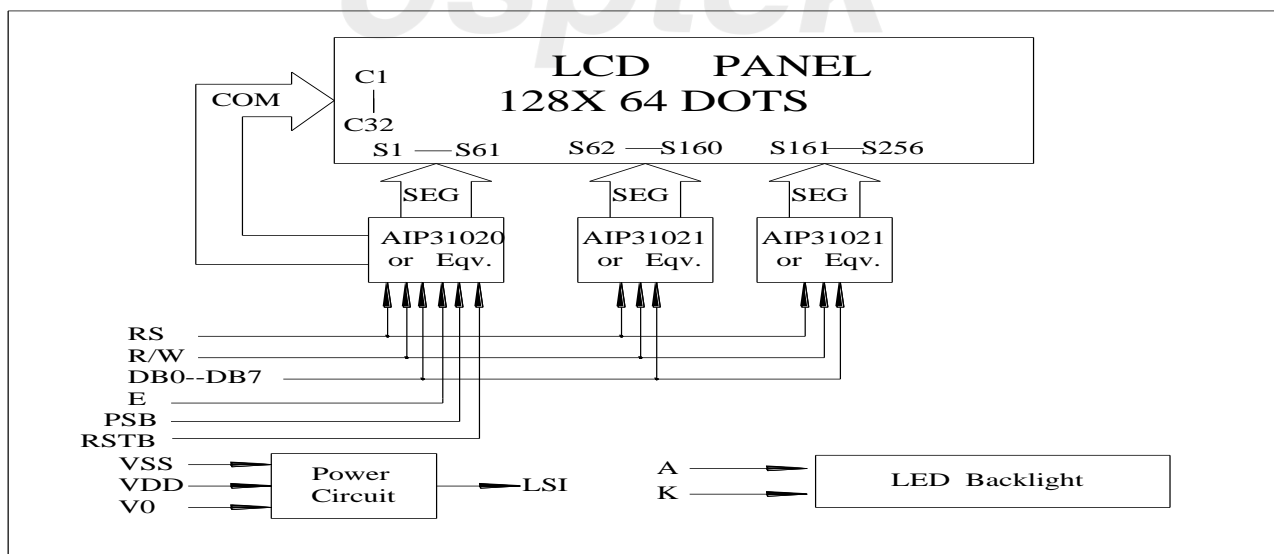 osptek
LCD PANEL
128X 64 DOTS
C1
COM
C32
S1 S61
S62 S160
S161 S256
SEG
SEG
SEG
AIP31020
or Eqv.
AIP31021
or Eqv.
AIP31021
or Eqv.
RS
R/W
DB0--DB7
E
PSB
RSTB
VSS
VDD
V0
Power
Circuit
LSI
A
K
LED Backlight